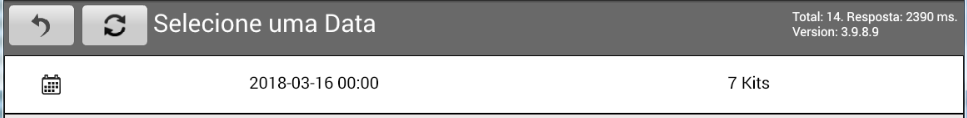 Selecione uma Data
Total: 14. Resposta: 2390 ms.
Version: 3.9.8.9
2018-03-16 00:00 7 Kits